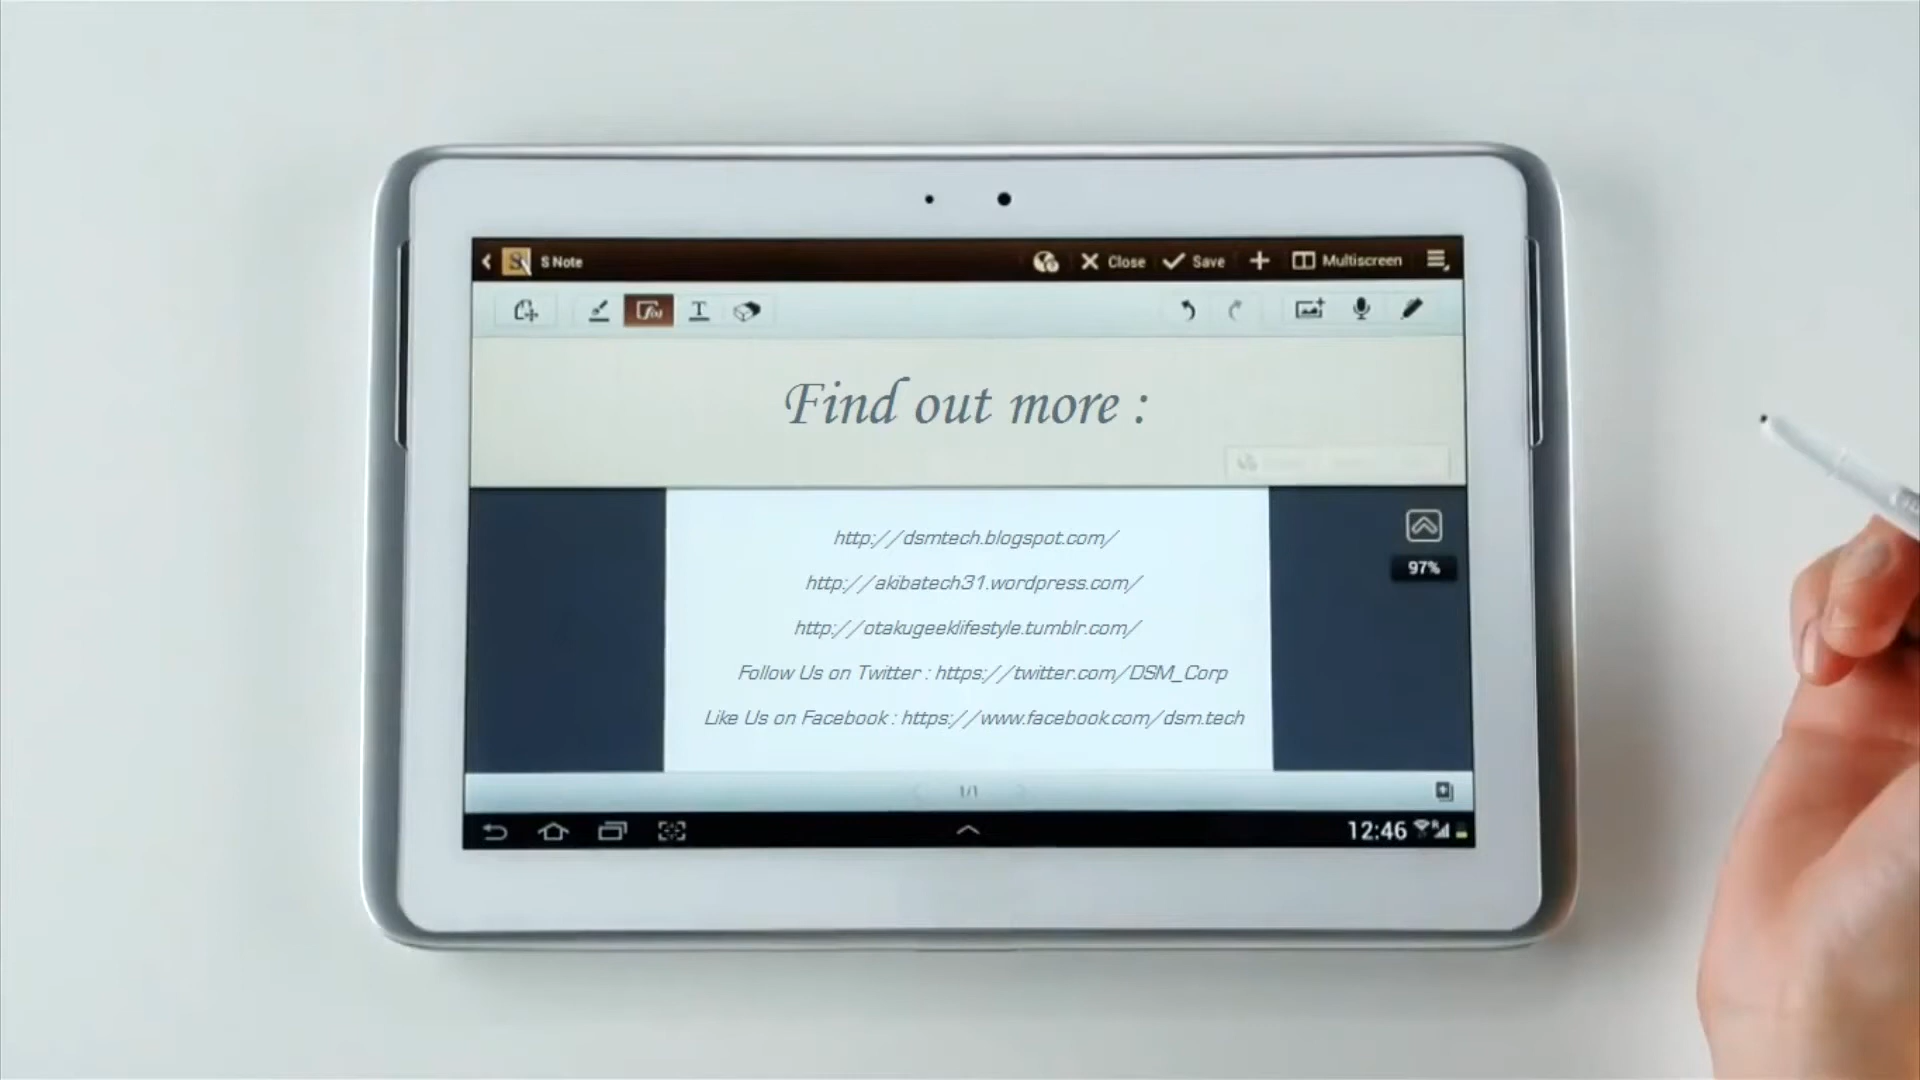 S Note Close Save Multiscreen
Find out more :
http://dsmtech.blogspot.com/
97%
http://akibatech31.wordpress.com/
http://otakugeeklifestyle.tumblr.com/
Follow Us on Twitter : https://twitter.com/DSM_Corp
Like Us on Facebook : https://www.facebook.com/dsm.tech
1/1
12:46